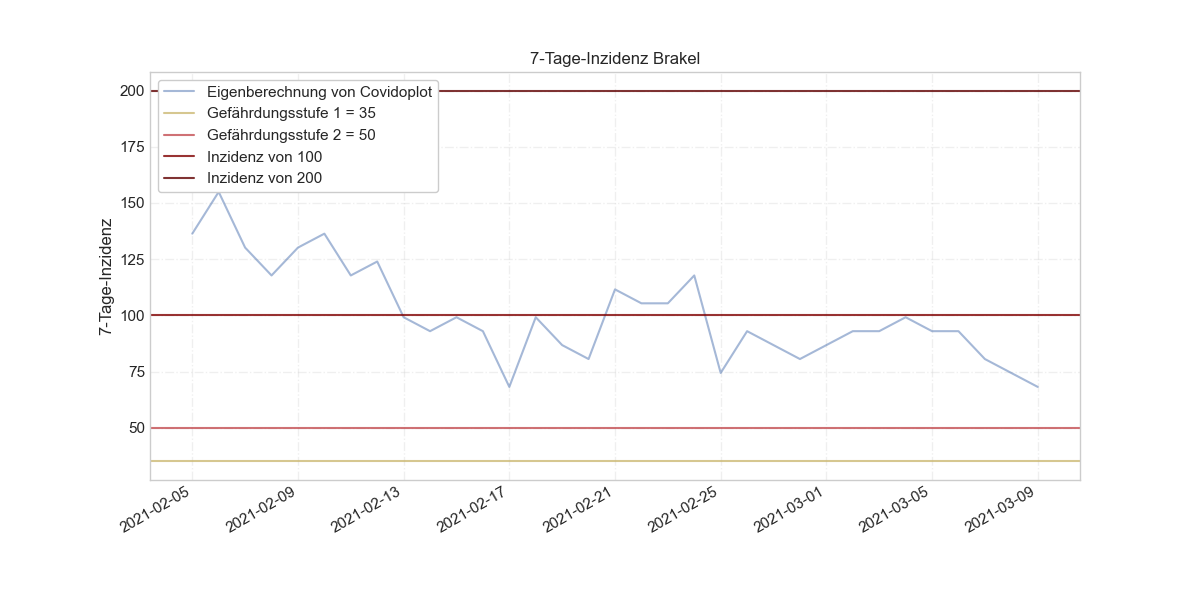 7-Tage-Inzidenz Brakel
Eigenberechnung von Covidoplot
Gefährdungsstufe 1 = 35
Gefährdungsstufe 2 = 50
Inzidenz von 100
Inzidenz von 200
7-Tage-Inzidenz
200
175
150
125
100
75
50
2021-02-05
2021-02-09
2021-02-13
2021-02-17
2021-02-21
2021-02-25
2021-03-01
2021-03-05
2021-03-09